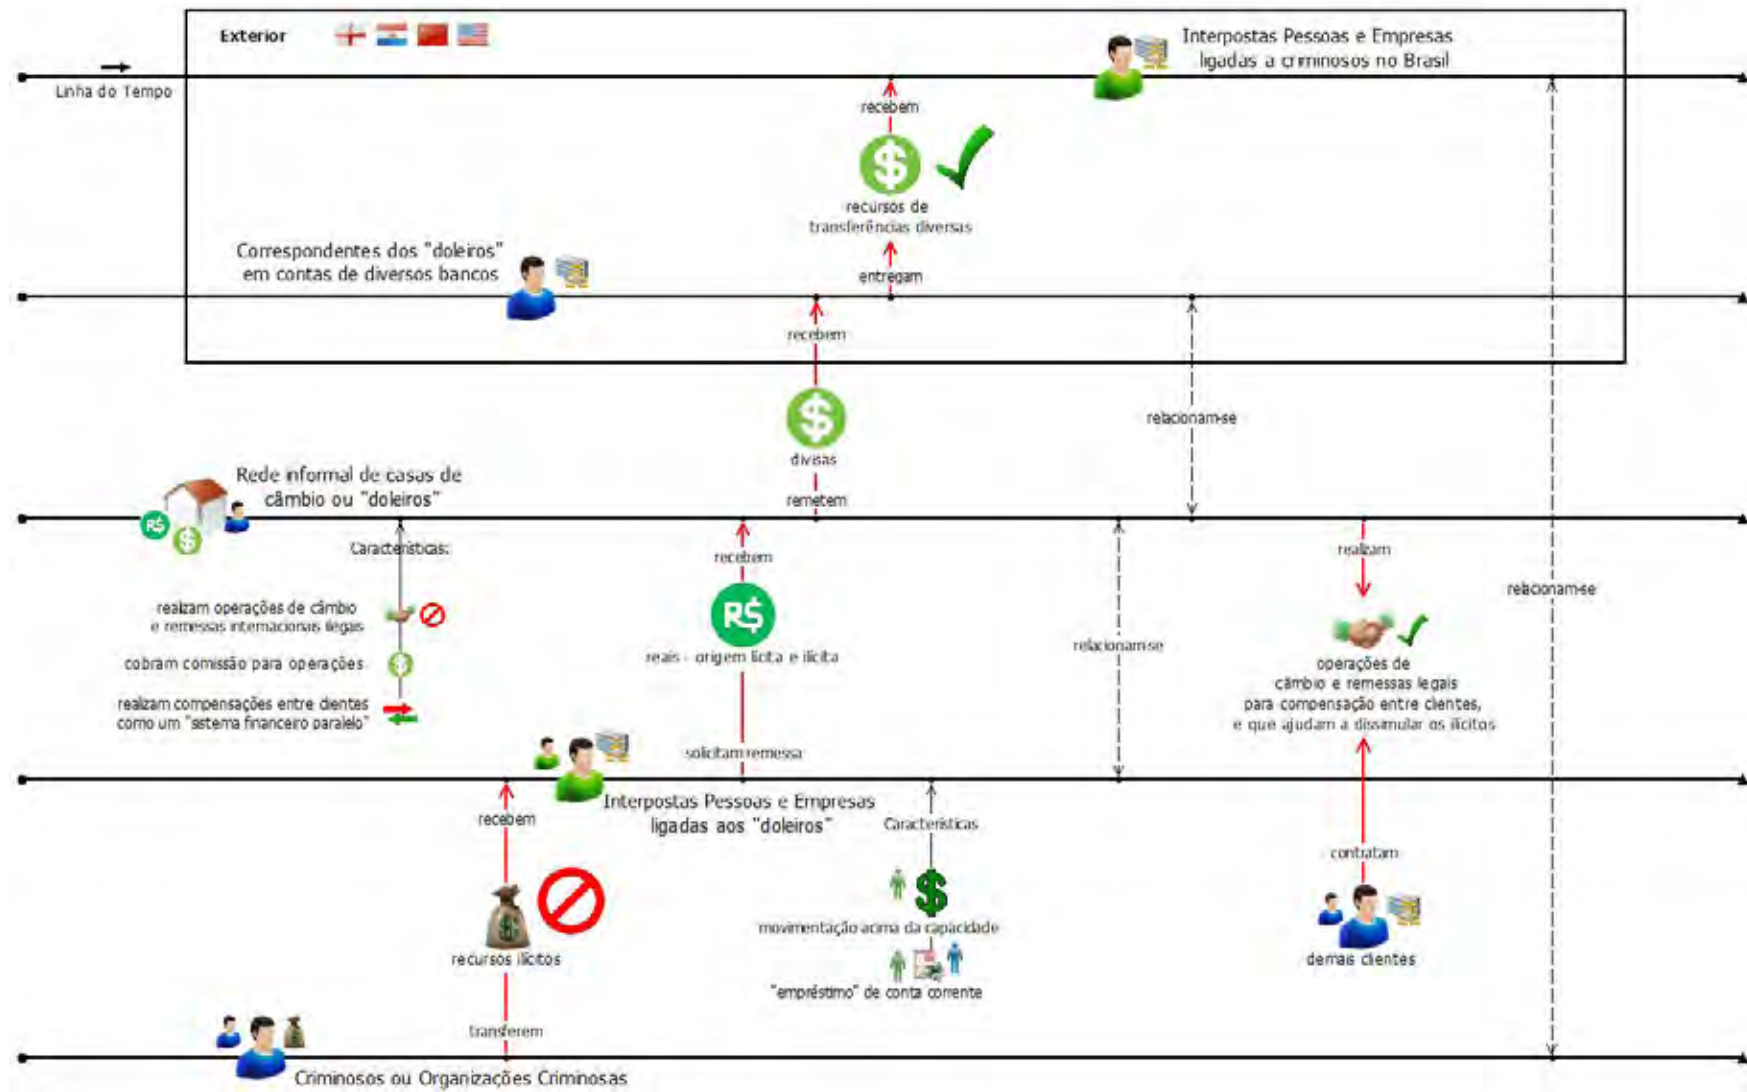 Exterior
Interpostas Pessoas e Empresas
ligadas a criminosos no Brasil
Linha do Tempo
recebem
$
recursos de
transferências diversas
Correspondentes dos "doleiros"
em contas de diversos bancos
entregam
recebem
$
divisas
remetem
relacionam-se
Rede informal de casas de
câmbio ou "doleiros"
R$
$
Características:
realizam operações de câmbio
e remessas internacionais ilegais
cobram comissão para operações
$
realizam compensações entre clientes
como um "sistema financeiro paralelo"
recebem
R$
reais - origem lícita e ilícita
solicitam remessa
relacionam-se
realizam
operações de
câmbio e remessas legais
para compensação entre clientes,
e que ajudam a dissimular os ilícitos
relacionam-se
Interpostas Pessoas e Empresas
ligadas aos "doleiros"
recebem
$
recursos ilícitos
transferem
Características
$
movimentação acima da capacidade
"empréstimo" de conta corrente
contratam
demais clientes
Criminosos ou Organizações Criminosas